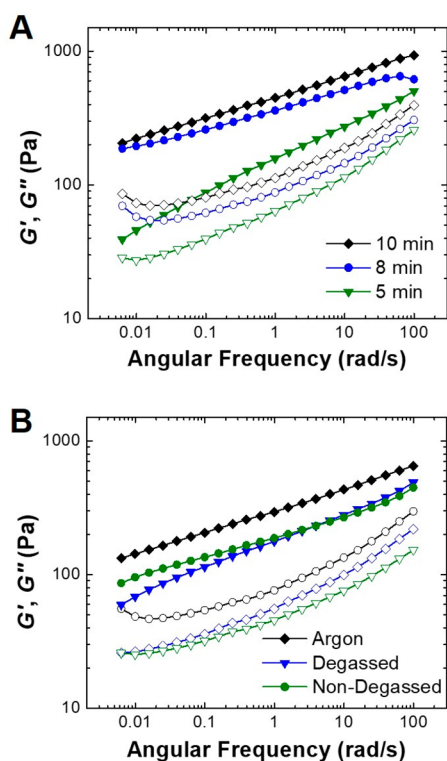 A
1000
100
10
G', G" (Pa)
10 min
8 min
5 min
0.01
0.1
1
10
100
Angular Frequency (rad/s)
B
1000
100
10
G', G" (Pa)
Argon
Degassed
Non-Degassed
0.01
0.1
1
10
100
Angular Frequency (rad/s)